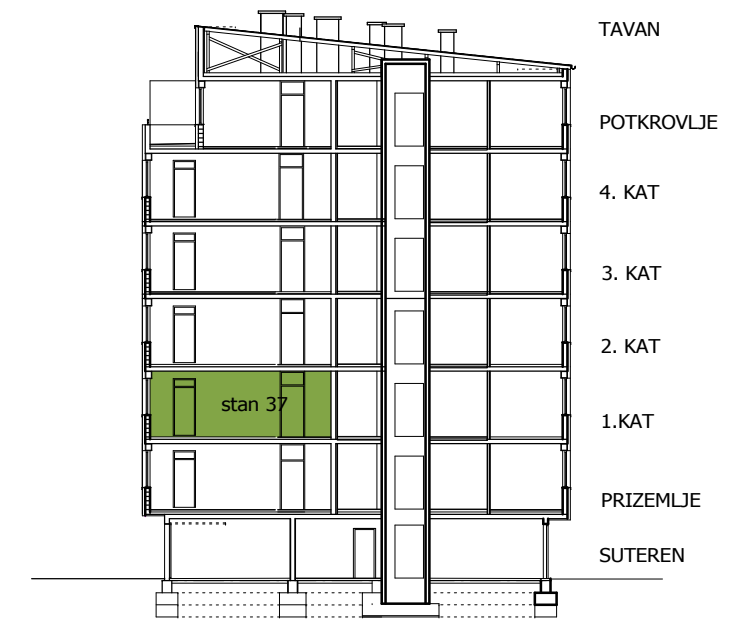 TAVAN
POTKROVLJE
4. KAT
3. KAT
2. KAT
stan 37
1.KAT
PRIZEMLJE
SUTEREN